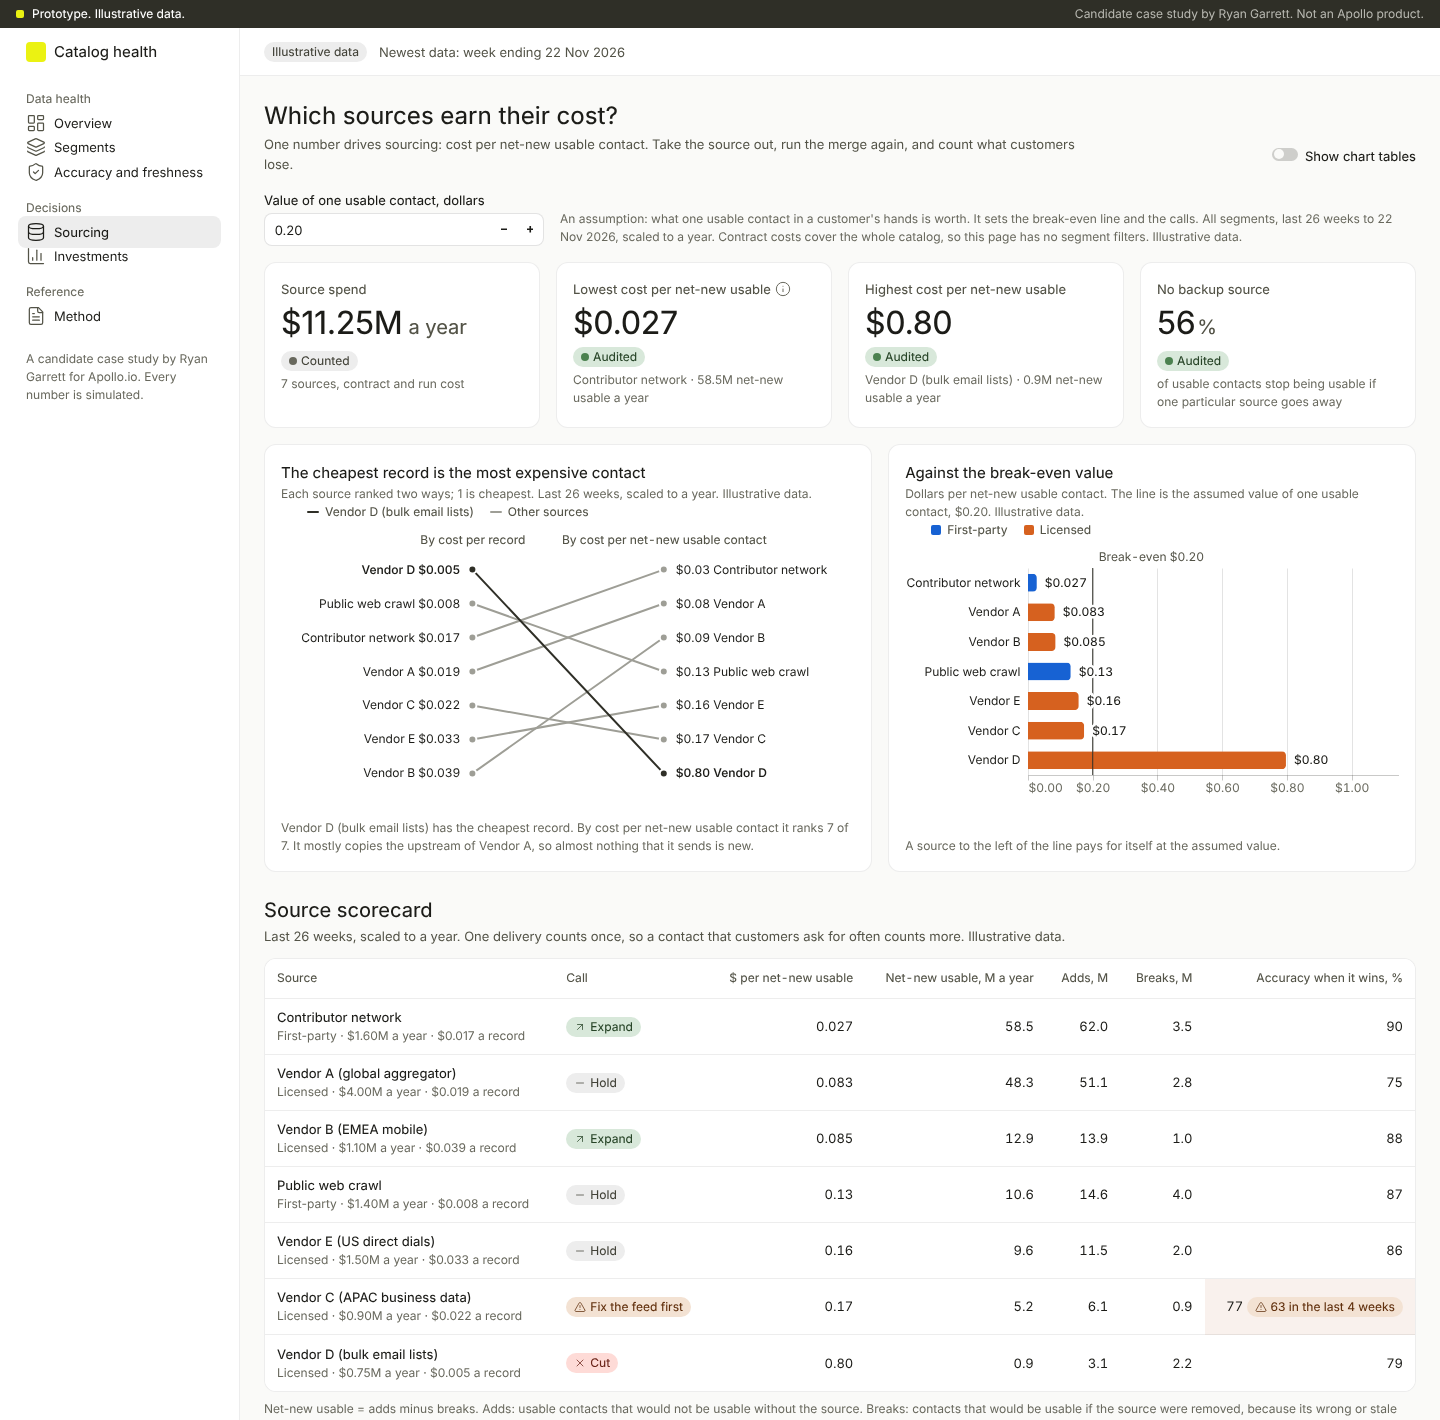 Prototype. Illustrative data.
Candidate case study by Ryan Garrett. Not an Apollo product.
Catalog health
Data health
Overview
Segments
Accuracy and freshness
Decisions
Sourcing
Investments
Reference
Method
A candidate case study by Ryan
Garrett for Apollo.io. Every
number is simulated.
Illustrative data
Newest data: week ending 22 Nov 2026
Which sources earn their cost?
One number drives sourcing: cost per net-new usable contact. Take the source out, run the merge again, and count what customers
lose.
Show chart tables
Value of one usable contact, dollars
0.20
An assumption: what one usable contact in a customer's hands is worth. It sets the break-even line and the calls. All segments, last 26 weeks to 22
Nov 2026, scaled to a year. Contract costs cover the whole catalog, so this page has no segment filters. Illustrative data.
Source spend
$11.25M a year
Counted
7 sources, contract and run cost
Lowest cost per net-new usable
$0.027
Audited
Contributor network · 58.5M net-new
usable a year
Highest cost per net-new usable
$0.80
Audited
Vendor D (bulk email lists) · 0.9M net-new
usable a year
No backup source
56%
Audited
of usable contacts stop being usable if
one particular source goes away
The cheapest record is the most expensive contact
Each source ranked two ways; 1 is cheapest. Last 26 weeks, scaled to a year. Illustrative data.
Vendor D (bulk email lists)
Other sources
By cost per record
By cost per net-new usable contact
Vendor D $0.005
$0.03 Contributor network
Public web crawl $0.008
$0.08 Vendor A
Contributor network $0.017
$0.09 Vendor B
Vendor A $0.019
$0.13 Public web crawl
Vendor C $0.022
$0.16 Vendor E
Vendor E $0.033
$0.17 Vendor C
Vendor B $0.039
$0.80 Vendor D
Vendor D (bulk email lists) has the cheapest record. By cost per net-new usable contact it ranks 7 of
7. It mostly copies the upstream of Vendor A, so almost nothing that it sends is new.
Against the break-even value
Dollars per net-new usable contact. The line is the assumed value of one usable
contact, $0.20. Illustrative data.
First-party
Licensed
Break-even $0.20
Contributor network $0.027
Vendor A $0.083
Vendor B $0.085
Public web crawl $0.13
Vendor E $0.16
Vendor C $0.17
Vendor D $0.80
$0.00 $0.20 $0.40 $0.60 $0.80 $1.00
A source to the left of the line pays for itself at the assumed value.
Source scorecard
Last 26 weeks, scaled to a year. One delivery counts once, so a contact that customers ask for often counts more. Illustrative data.
Source Call $ per net-new usable Net-new usable, M a year Adds, M Breaks, M Accuracy when it wins, %
Contributor network
First-party · $1.60M a year · $0.017 a record
Expand 0.027 58.5 62.0 3.5 90
Vendor A (global aggregator)
Licensed · $4.00M a year · $0.019 a record
Hold 0.083 48.3 51.1 2.8 75
Vendor B (EMEA mobile)
Licensed · $1.10M a year · $0.039 a record
Expand 0.085 12.9 13.9 1.0 88
Public web crawl
First-party · $1.40M a year · $0.008 a record
Hold 0.13 10.6 14.6 4.0 87
Vendor E (US direct dials)
Licensed · $1.50M a year · $0.033 a record
Hold 0.16 9.6 11.5 2.0 86
Vendor C (APAC business data)
Licensed · $0.90M a year · $0.022 a record
Fix the feed first 0.17 5.2 6.1 0.9 77 63 in the last 4 weeks
Vendor D (bulk email lists)
Licensed · $0.75M a year · $0.005 a record
Cut 0.80 0.9 3.1 2.2 79
Net-new usable = adds minus breaks. Adds: usable contacts that would not be usable without the source. Breaks: contacts that would be usable if the source were removed, because its wrong or stale